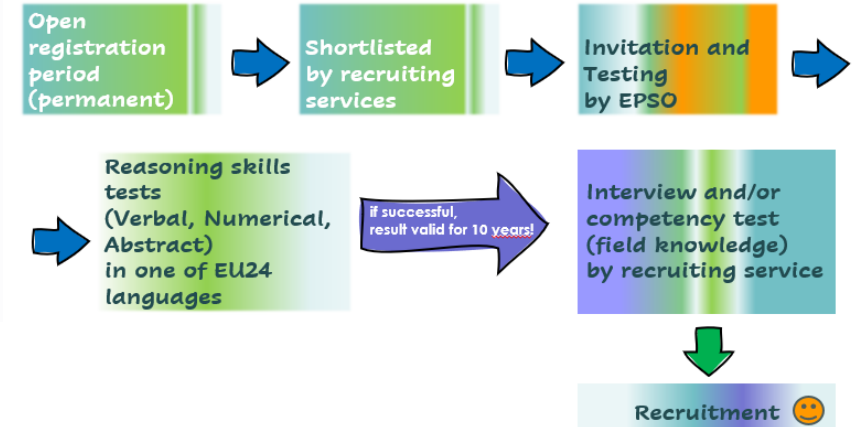 Open
registration
period
(permanent)
Shortlisted
by recruiting
services
Invitation and
Testing
by EPSO
Reasoning skills
tests
(Verbal, Numerical,
Abstract)
in one of EU24
languages
if successful,
result valid for 10 years!
Interview and/or
competency test
(field knowledge)
by recruiting service
Recruitment